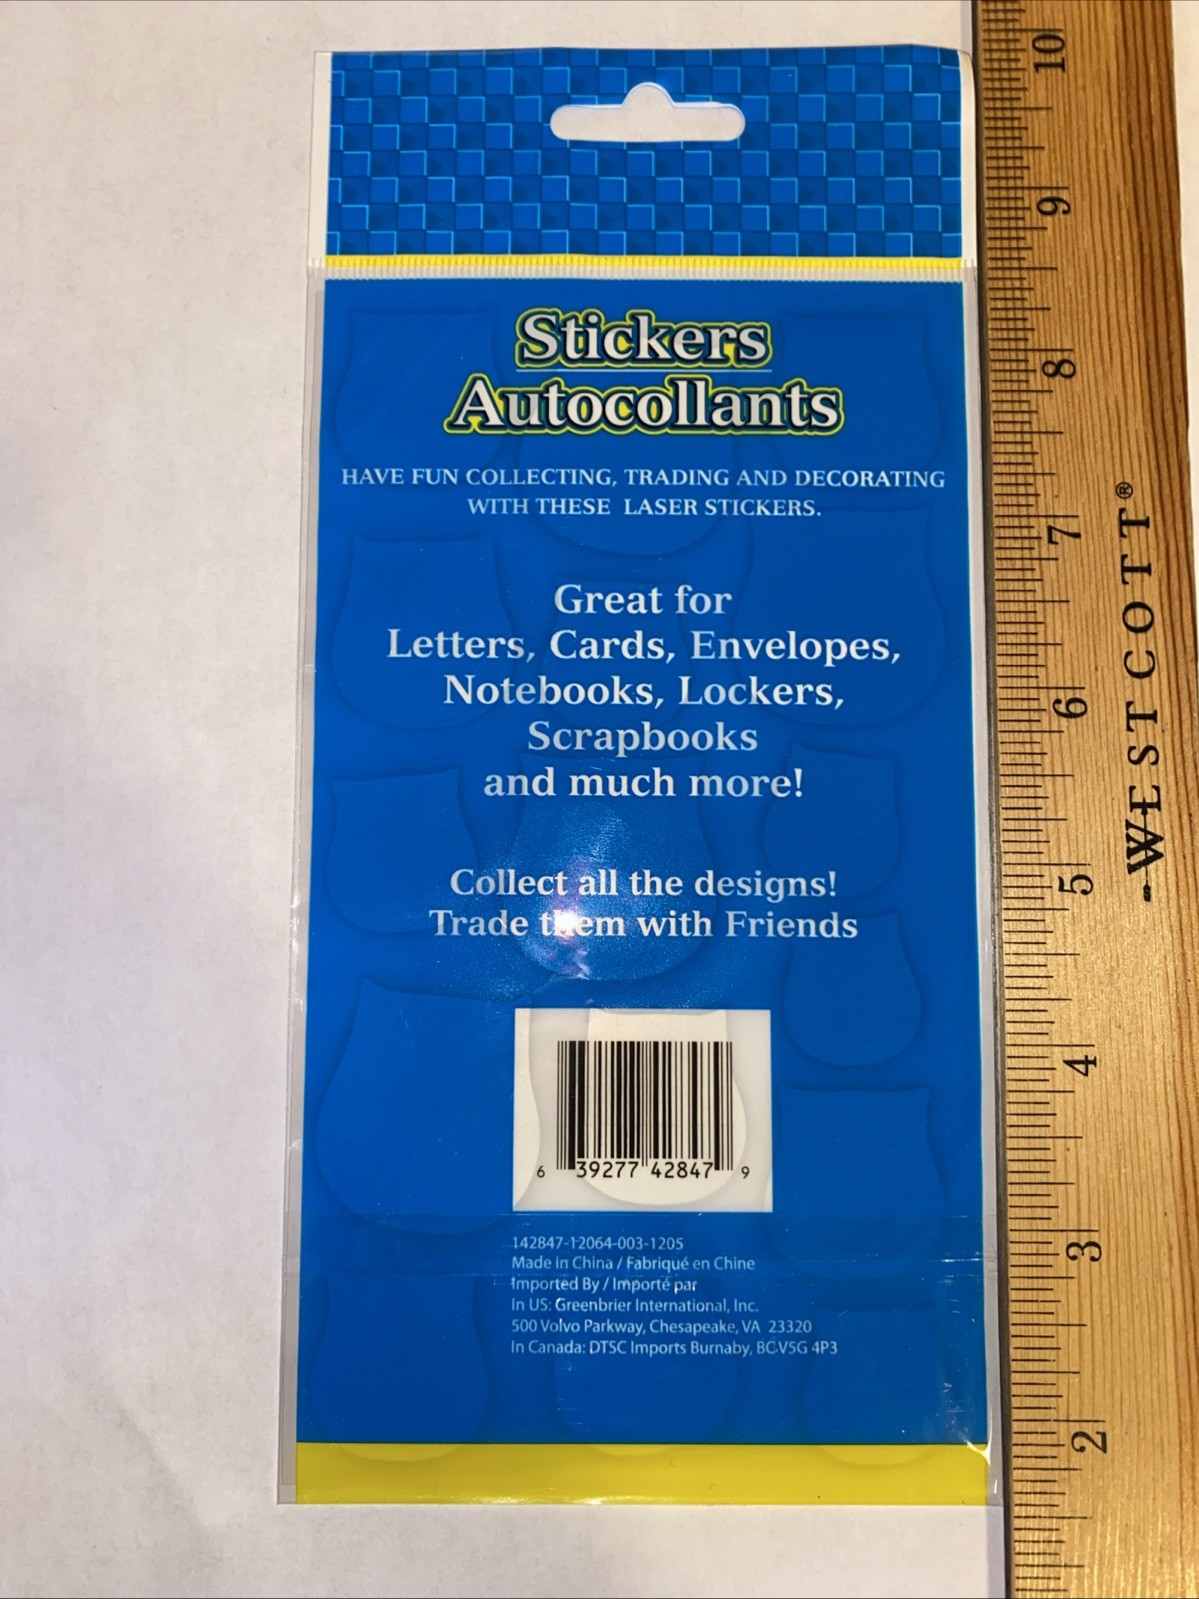 Stickers
Autocollants
HAVE FUN COLLECTING, TRADING AND DECORATING
WITH THESE LASER STICKERS.
Great for
Letters, Cards, Envelopes,
Notebooks, Lockers,
Scrapbooks
and much more!
Collect all the designs!
Trade them with Friends
6 39277 42847 9
142847-12064-003-1205
Made in China / Fabriqué en Chine
Imported By / Importé par
In US: Greenbrier International, Inc.
500 Volvo Parkway, Chesapeake, VA 23320
In Canada: DTSC Imports Burnaby, BC V5G 4P3
10
9
8
7
6
5
4
3
2
WESTCOTT®